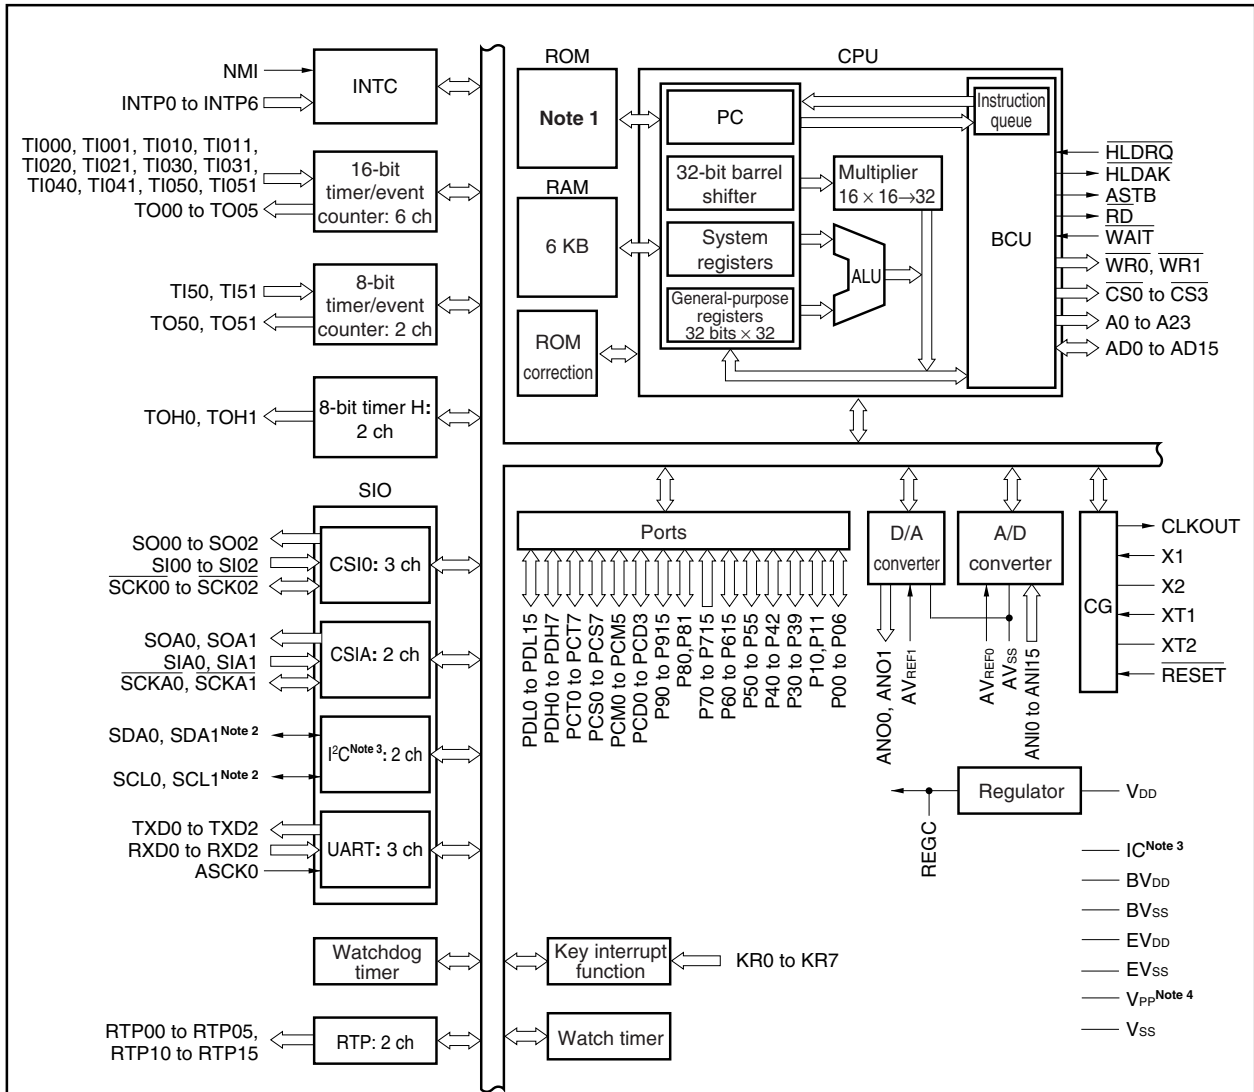 NMI
INTP0 to INTP6
INTC
TI000, TI001, TI010, TI011,
TI020, TI021, TI030, TI031,
TI040, TI041, TI050, TI051
TO00 to TO05
16-bit
timer/event
counter: 6 ch
TI50, TI51
TO50, TO51
8-bit
timer/event
counter: 2 ch
TOH0, TOH1
8-bit timer H:
2 ch
SIO
SO00 to SO02
SI00 to SI02
SCK00 to SCK02
CSI0: 3 ch
SOA0, SOA1
SIA0, SIA1
SCKA0, SCKA1
CSIA: 2 ch
SDA0, SDA1Note 2
SCL0, SCL1Note 2
I2CNote 3: 2 ch
TXD0 to TXD2
RXD0 to RXD2
ASCK0
UART: 3 ch
Watchdog
timer
RTP00 to RTP05,
RTP10 to RTP15
RTP: 2 ch
ROM
Note 1
RAM
6 KB
ROM
correction
CPU
PC
32-bit barrel
shifter
System
registers
General-purpose
registers
32 bits × 32
Multiplier
16 × 16→32
ALU
Instruction
queue
BCU
HLDRQ
HLDAK
ASTB
RD
WAIT
WR0, WR1
CS0 to CS3
A0 to A23
AD0 to AD15
Ports
PDL0 to PDL15
PDH0 to PDH7
PCT0 to PCT7
PCS0 to PCS7
PCM0 to PCM5
PCD0 to PCD3
P90 to P915
P80,P81
P70 to P715
P60 to P615
P50 to P55
P40 to P42
P30 to P39
P10,P11
P00 to P06
D/A
converter
ANO0, ANO1
AVREF1
A/D
converter
AVREF0
AVSS
ANI0 to ANI15
CG
CLKOUT
X1
X2
XT1
XT2
RESET
Regulator
VDD
REGC
ICNote 3
BVDD
BVSS
EVDD
EVSS
VPPNote 4
VSS
Key interrupt
function
KR0 to KR7
Watch timer